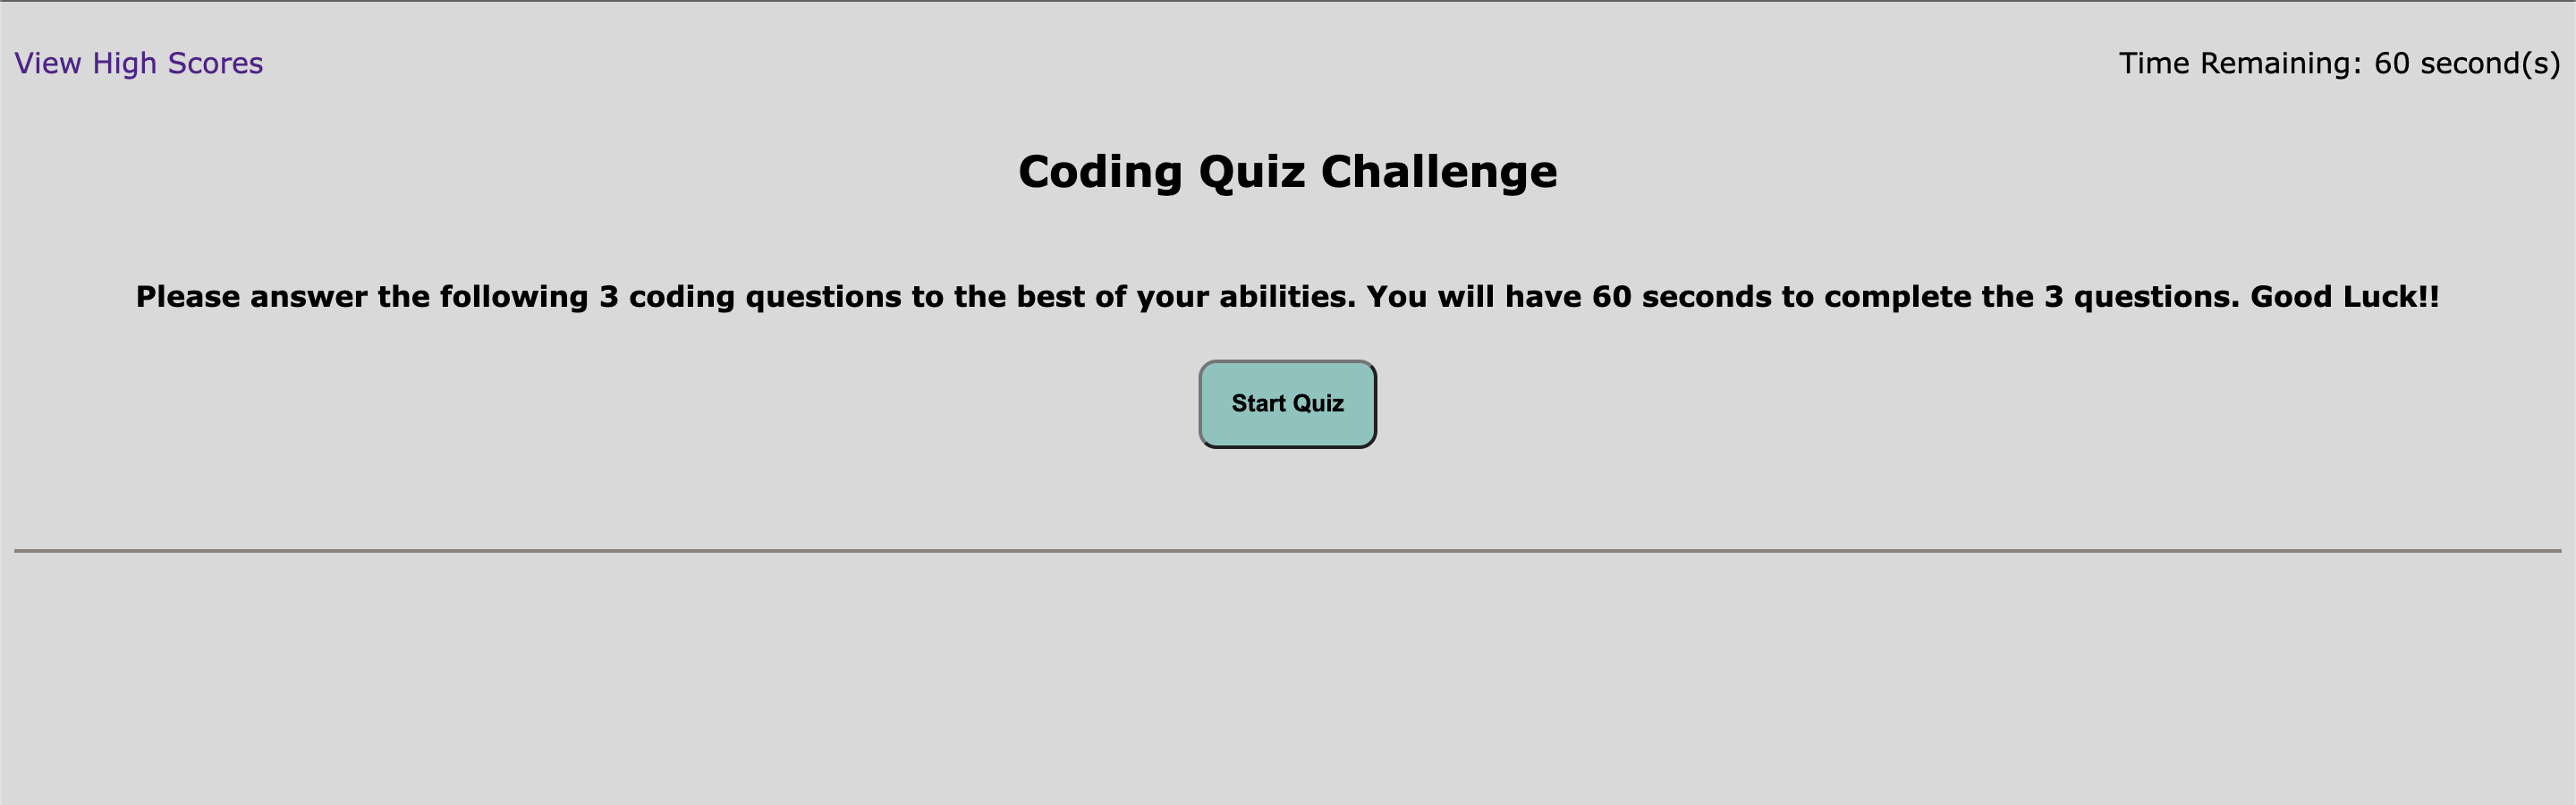 View High Scores
Time Remaining: 60 second(s)
Coding Quiz Challenge
Please answer the following 3 coding questions to the best of your abilities. You will have 60 seconds to complete the 3 questions. Good Luck!!
Start Quiz